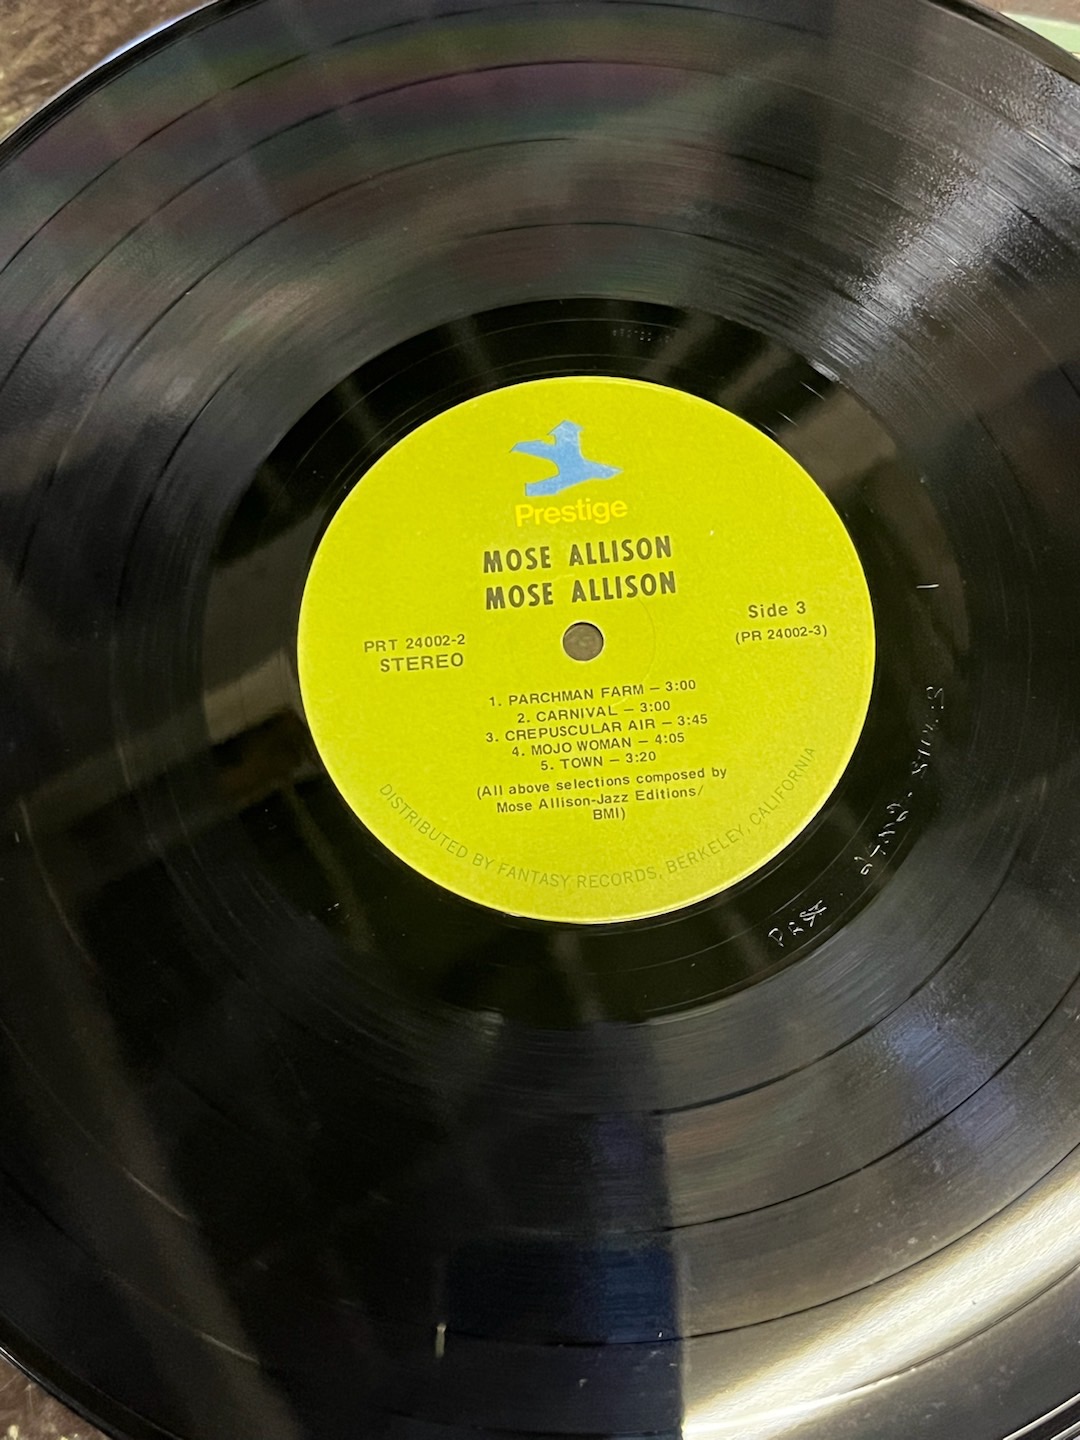 Prestige
MOSE ALLISON
MOSE ALLISON
PRT 24002-2
STEREO
Side 3
(PR 24002-3)
1. PARCHMAN FARM – 3:00
2. CARNIVAL – 3:00
3. CREPUSCULAR AIR – 3:45
4. MOJO WOMAN – 4:05
5. TOWN – 3:20
(All above selections composed by
Mose Allison-Jazz Editions/
BMI)
DISTRIBUTED BY FANTASY RECORDS, BERKELEY, CALIFORNIA